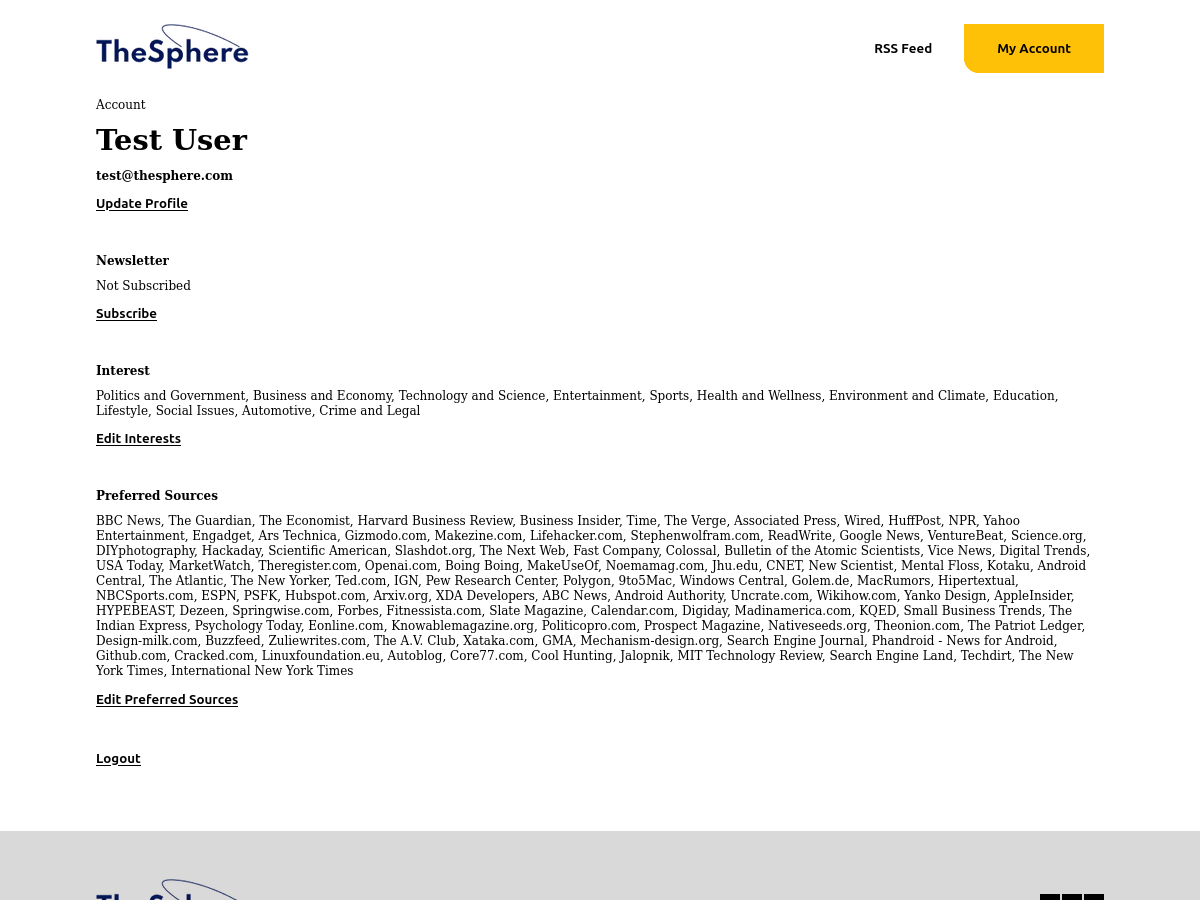 TheSphere
RSS Feed
My Account
Account
Test User
test@thesphere.com
Update Profile
Newsletter
Not Subscribed
Subscribe
Interest
Politics and Government, Business and Economy, Technology and Science, Entertainment, Sports, Health and Wellness, Environment and Climate, Education,
Lifestyle, Social Issues, Automotive, Crime and Legal
Edit Interests
Preferred Sources
BBC News, The Guardian, The Economist, Harvard Business Review, Business Insider, Time, The Verge, Associated Press, Wired, HuffPost, NPR, Yahoo
Entertainment, Engadget, Ars Technica, Gizmodo.com, Makezine.com, Lifehacker.com, Stephenwolfram.com, ReadWrite, Google News, VentureBeat, Science.org,
DIYphotography, Hackaday, Scientific American, Slashdot.org, The Next Web, Fast Company, Colossal, Bulletin of the Atomic Scientists, Vice News, Digital Trends,
USA Today, MarketWatch, Theregister.com, Openai.com, Boing Boing, MakeUseOf, Noemamag.com, Jhu.edu, CNET, New Scientist, Mental Floss, Kotaku, Android
Central, The Atlantic, The New Yorker, Ted.com, IGN, Pew Research Center, Polygon, 9to5Mac, Windows Central, Golem.de, MacRumors, Hipertextual,
NBCSports.com, ESPN, PSFK, Hubspot.com, Arxiv.org, XDA Developers, ABC News, Android Authority, Uncrate.com, Wikihow.com, Yanko Design, AppleInsider,
HYPEBEAST, Dezeen, Springwise.com, Forbes, Fitnessista.com, Slate Magazine, Calendar.com, Digiday, Madinamerica.com, KQED, Small Business Trends, The
Indian Express, Psychology Today, Eonline.com, Knowablemagazine.org, Politicopro.com, Prospect Magazine, Nativeseeds.org, Theonion.com, The Patriot Ledger,
Design-milk.com, Buzzfeed, Zuliewrites.com, The A.V. Club, Xataka.com, GMA, Mechanism-design.org, Search Engine Journal, Phandroid - News for Android,
Github.com, Cracked.com, Linuxfoundation.eu, Autoblog, Core77.com, Cool Hunting, Jalopnik, MIT Technology Review, Search Engine Land, Techdirt, The New
York Times, International New York Times
Edit Preferred Sources
Logout
TheSphere